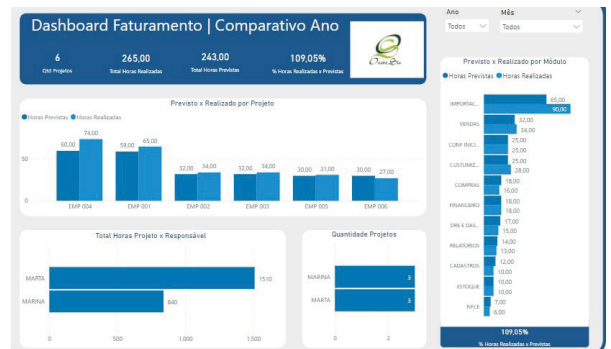 Dashboard Faturamento | Comparativo Ano
6
Qtd Projetos
265,00
Total Horas Realizadas
243,00
Total Horas Previstas
109,05%
% Horas Realizadas x Previstas
Ano
Todos
Mês
Todos
Previsto x Realizado por Projeto
Horas Previstas Horas Realizadas
50
0
60,00 74,00
59,00 65,00
32,00 34,00
32,00 34,00
30,00 31,00
30,00 27,00
EMP 004 EMP 001 EMP 002 EMP 003 EMP 005 EMP 006
Total Horas Projeto x Responsável
MARTA 1510
MARINA 840
0 500 1.000 1.500
Quantidade Projetos
MARINA 3
MARTA 3
0 2
Previsto x Realizado por Módulo
Horas Previstas Horas Realizadas
IMPORTAC... 65,00
90,00
VENDAS 32,00
34,00
CONF INICI... 25,00
25,00
CUSTOMIZ... 25,00
28,00
COMPRAS 18,00
16,00
FINANCEIRO 18,00
18,00
DRE E DAS... 17,00
15,00
RELATORIOS 14,00
13,00
CADASTROS 12,00
10,00
ESTOQUE 10,00
10,00
NFCE 7,00
6,00
109,05%
% Horas Realizadas x Previstas